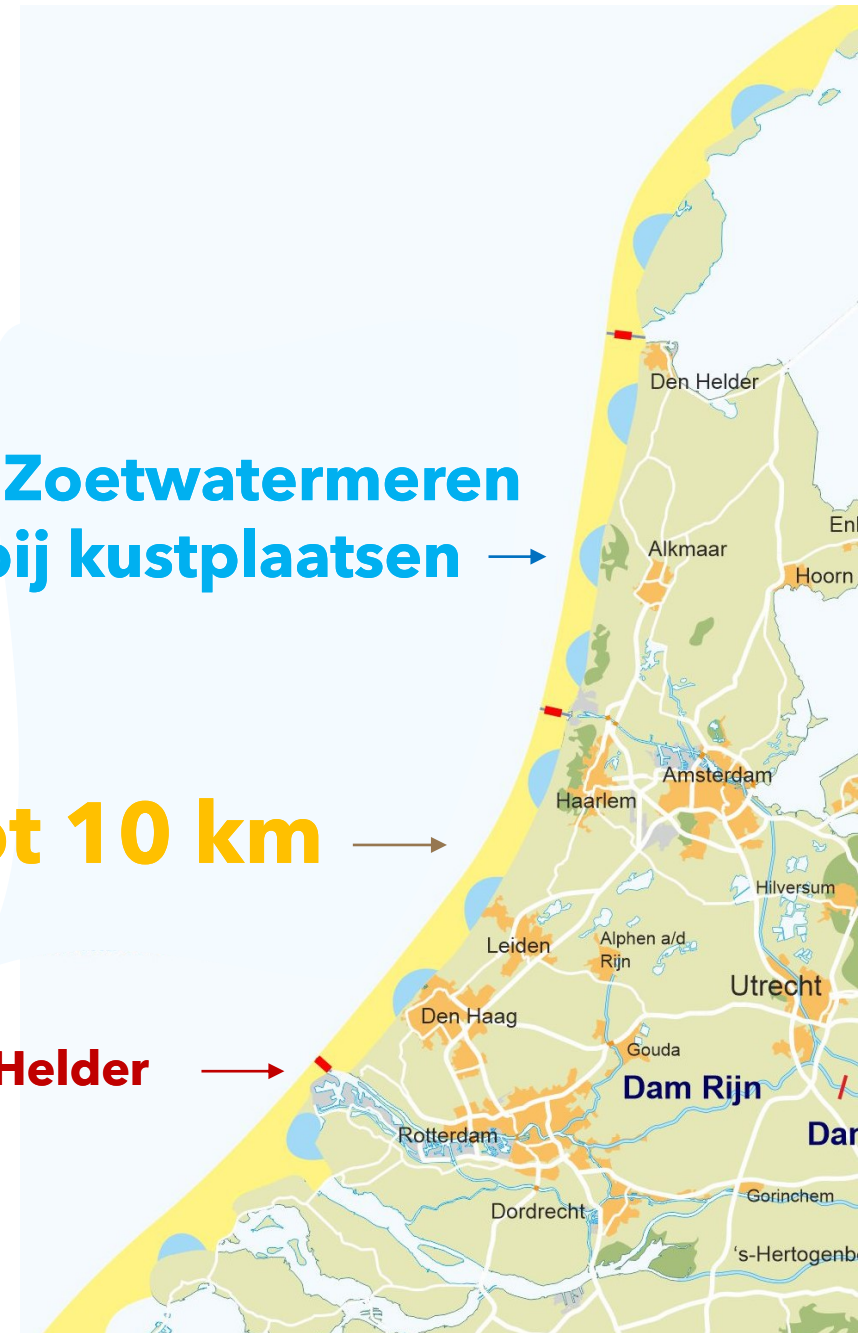 Den Helder
Zoetwatermeren
bij kustplaatsen
Alkmaar
Hoorn
Amsterdam
Haarlem
10 km
Hilversum
Leiden
Alphen a/d
Rijn
Utrecht
Den Haag
Gouda
Helder
Dam Rijn
Rotterdam
Gorinchem
Dordrecht